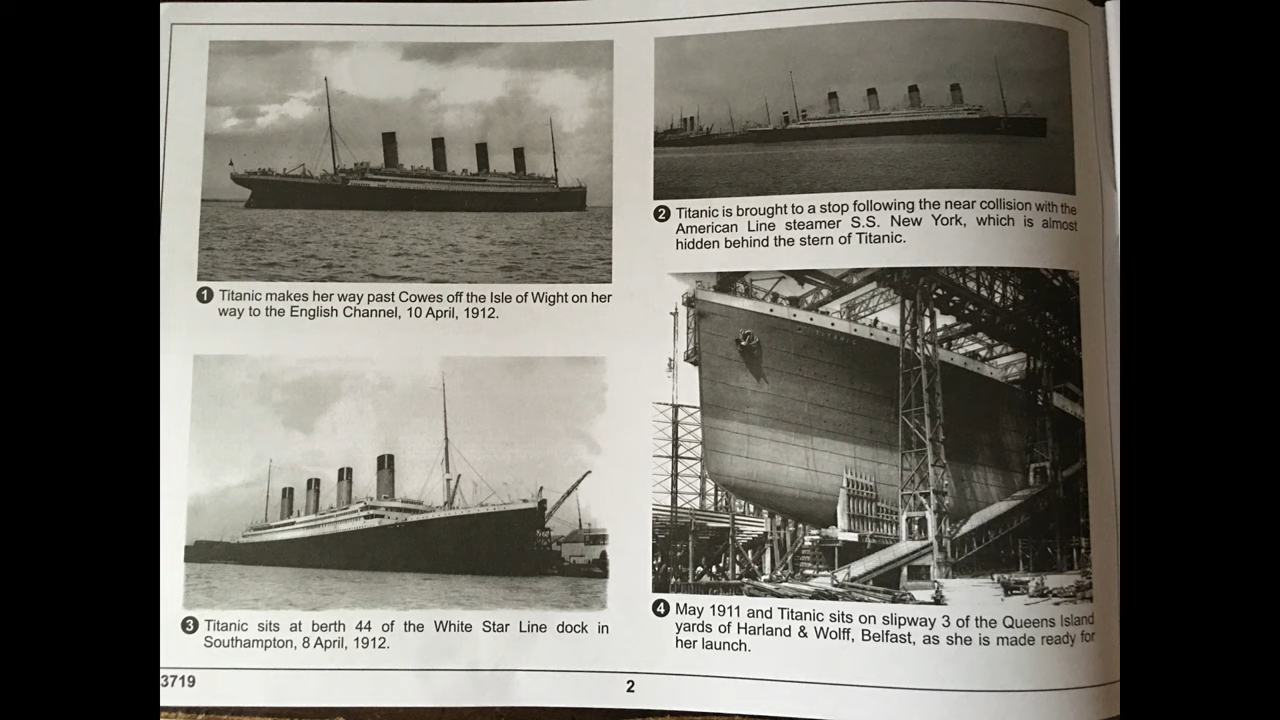 1 Titanic makes her way past Cowes off the Isle of Wight on her
way to the English Channel, 10 April, 1912.
2 Titanic is brought to a stop following the near collision with the
American Line steamer S.S. New York, which is almost
hidden behind the stern of Titanic.
3 Titanic sits at berth 44 of the White Star Line dock in
Southampton, 8 April, 1912.
TITANIC
4 May 1911 and Titanic sits on slipway 3 of the Queens Island
yards of Harland & Wolff, Belfast, as she is made ready for
her launch.
3719
2